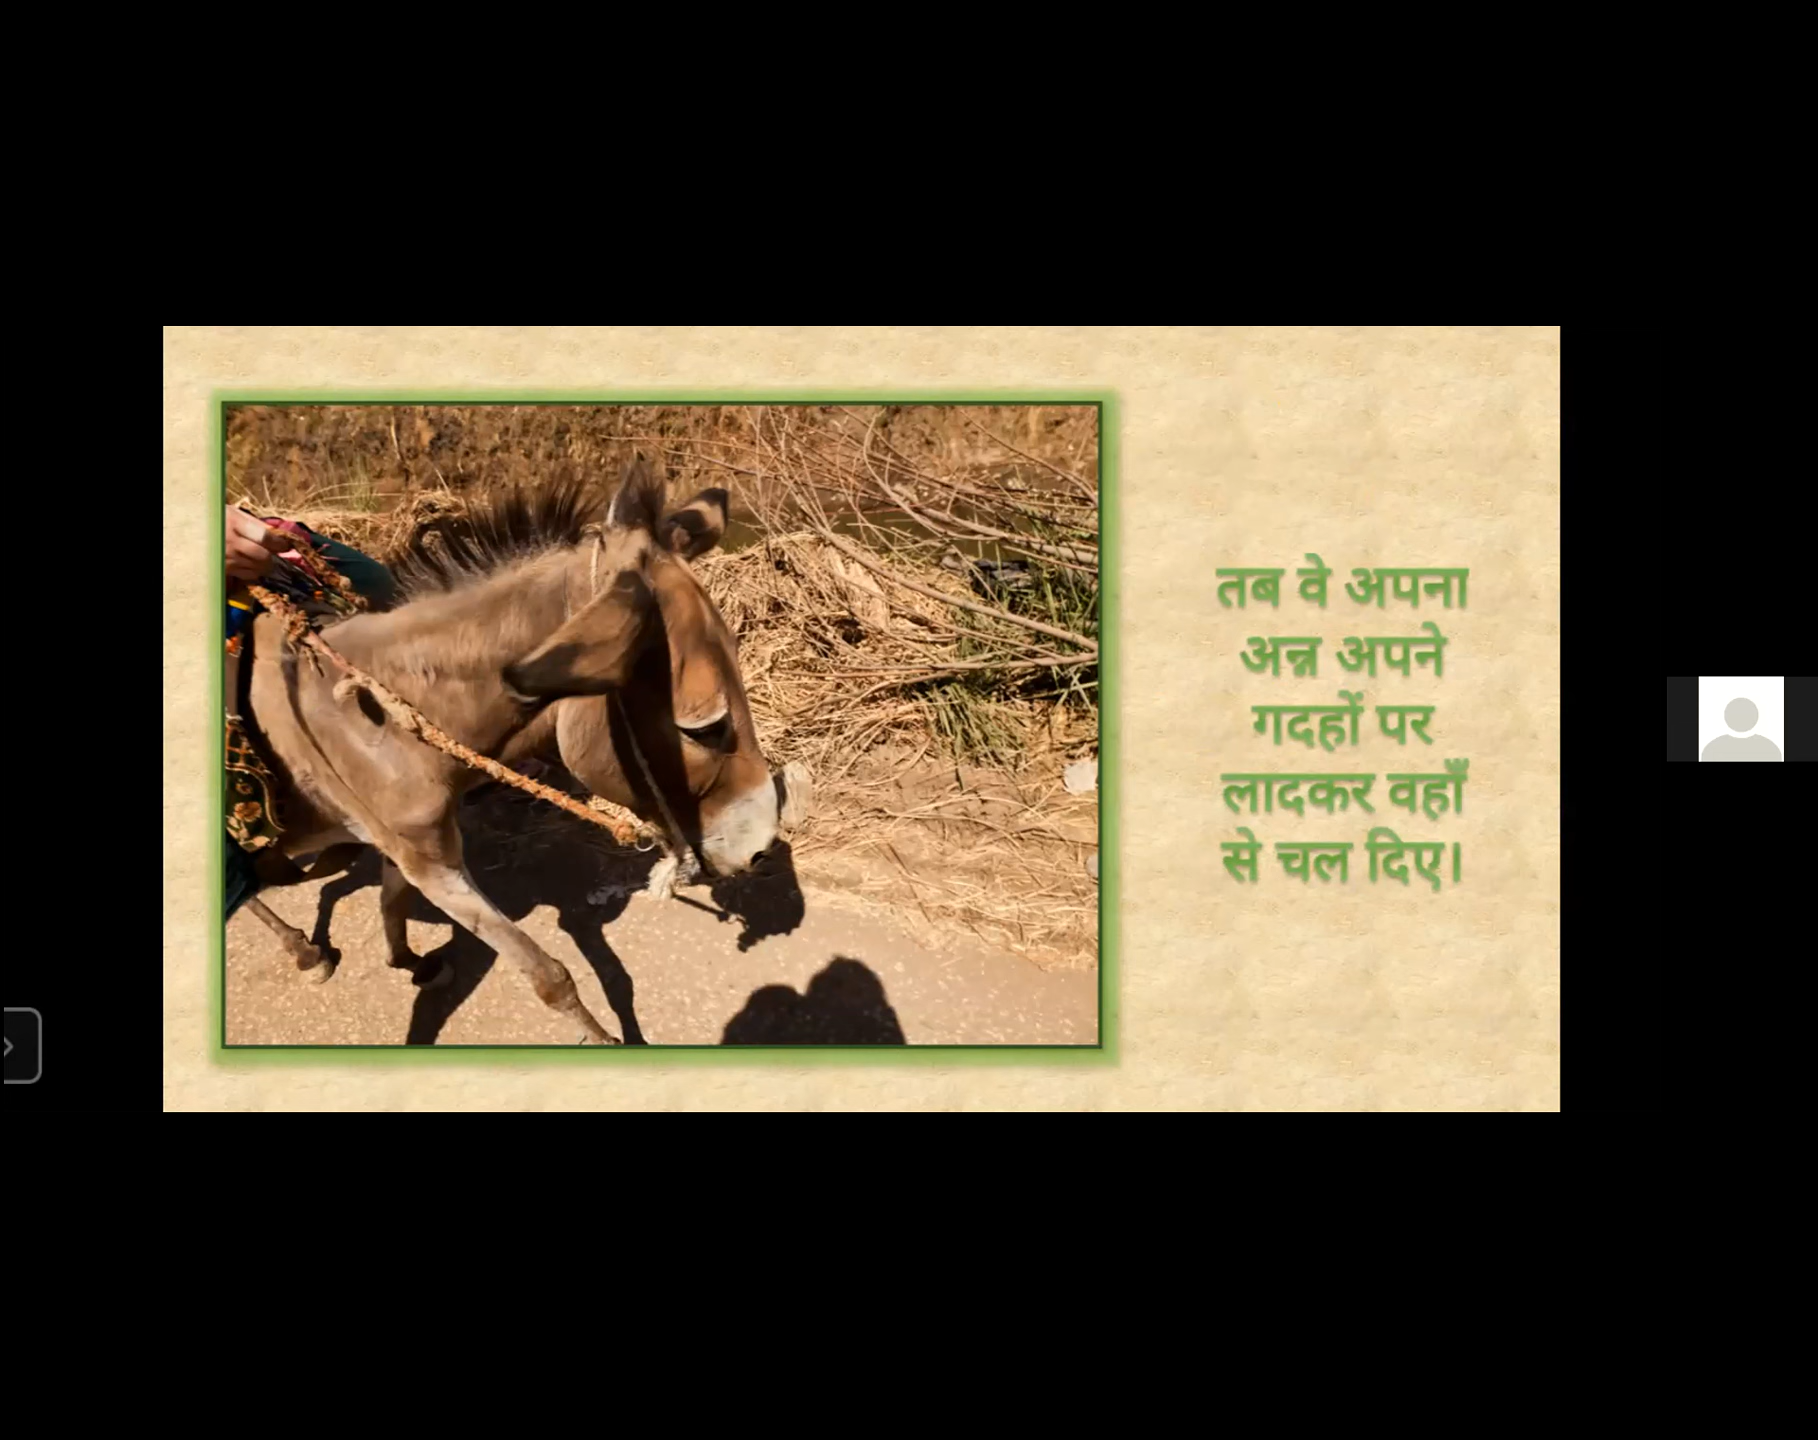 तब वे अपना
अन्न अपने
गदहों पर
लादकर वहाँ
से चल दिए।